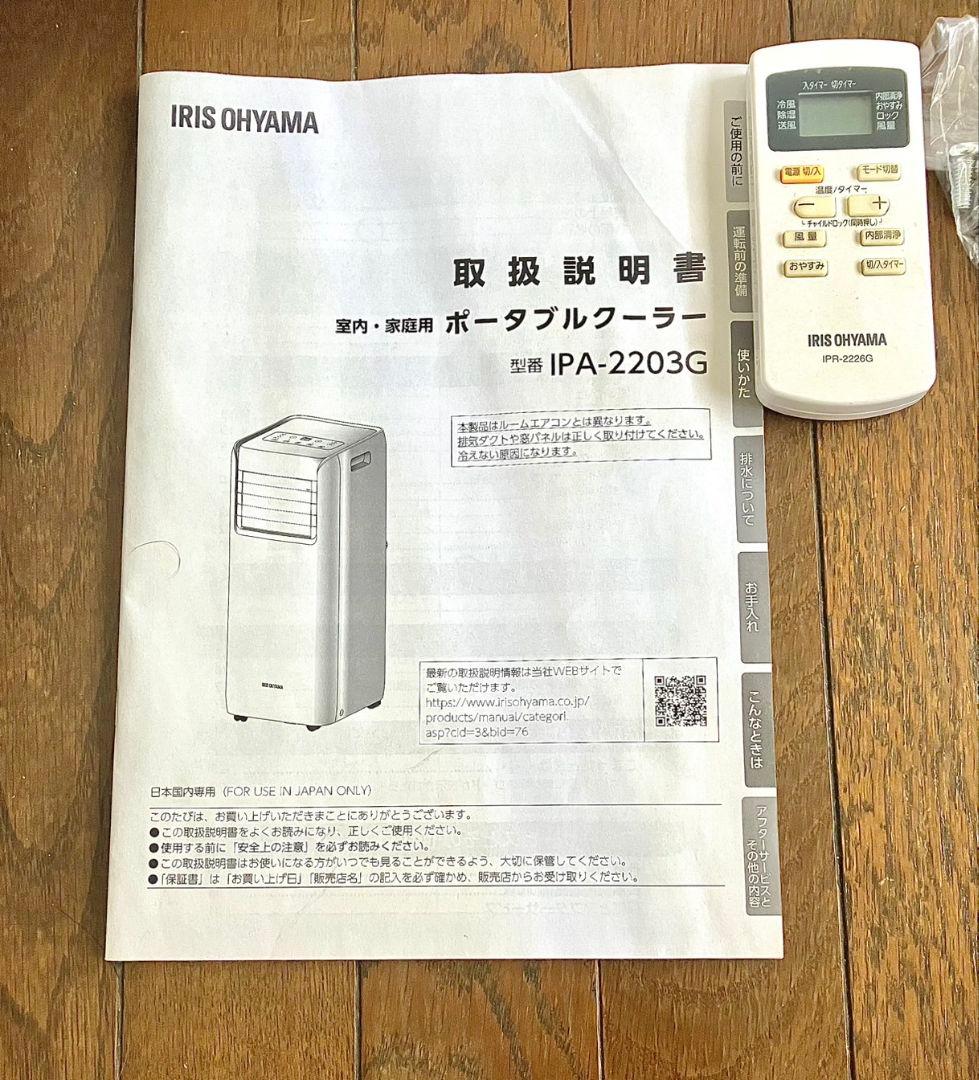 IRIS OHYAMA
取扱説明書
室内・家庭用 ポータブルクーラー
型番 IPA-2203G
本製品はルームエアコンとは異なります。
排気ダクトや窓パネルは正しく取り付けてください。
冷えない原因になります。
IRIS OHYAMA
最新の取扱説明情報は当社WEBサイトで
ご覧いただけます。
https://www.irisohyama.co.jp/
products/manual/categorl.
asp?cid=3&bid=76
日本国内専用（FOR USE IN JAPAN ONLY）
このたびは、お買い上げいただきまことにありがとうございます。
●この取扱説明書をよくお読みになり、正しくご使用ください。
●使用する前に「安全上の注意」を必ずお読みください。
●この取扱説明書はお使いになる方がいつでも見ることができるよう、大切に保管してください。
●「保証書」は「お買い上げ日」「販売店名」の記入を必ず確かめ、販売店からお受け取りください。
ご使用の前に
運転前の準備
使いかた
排水について
お手入れ
こんなときは
アフターサービスと
その他の内容
入タイマー 切タイマー
冷風
除湿
送風
内部清浄
おやすみ
ロック
風量
電源 切/入
モード切替
温度/タイマー
－
＋
チャイルドロック(同時押し)
風量
内部清浄
おやすみ
切/入タイマー
IRIS OHYAMA
IPR-2226G